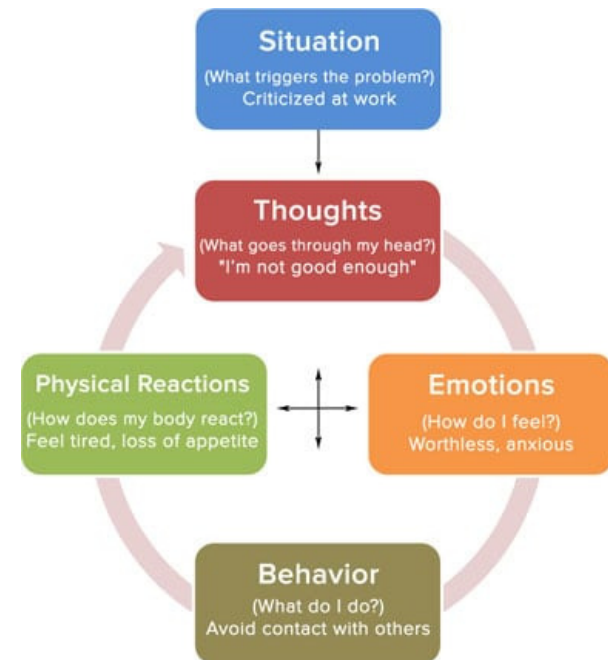 Situation
(What triggers the problem?)
Criticized at work
Thoughts
(What goes through my head?)
"I'm not good enough"
Physical Reactions
(How does my body react?)
Feel tired, loss of appetite
Emotions
(How do I feel?)
Worthless, anxious
Behavior
(What do I do?)
Avoid contact with others